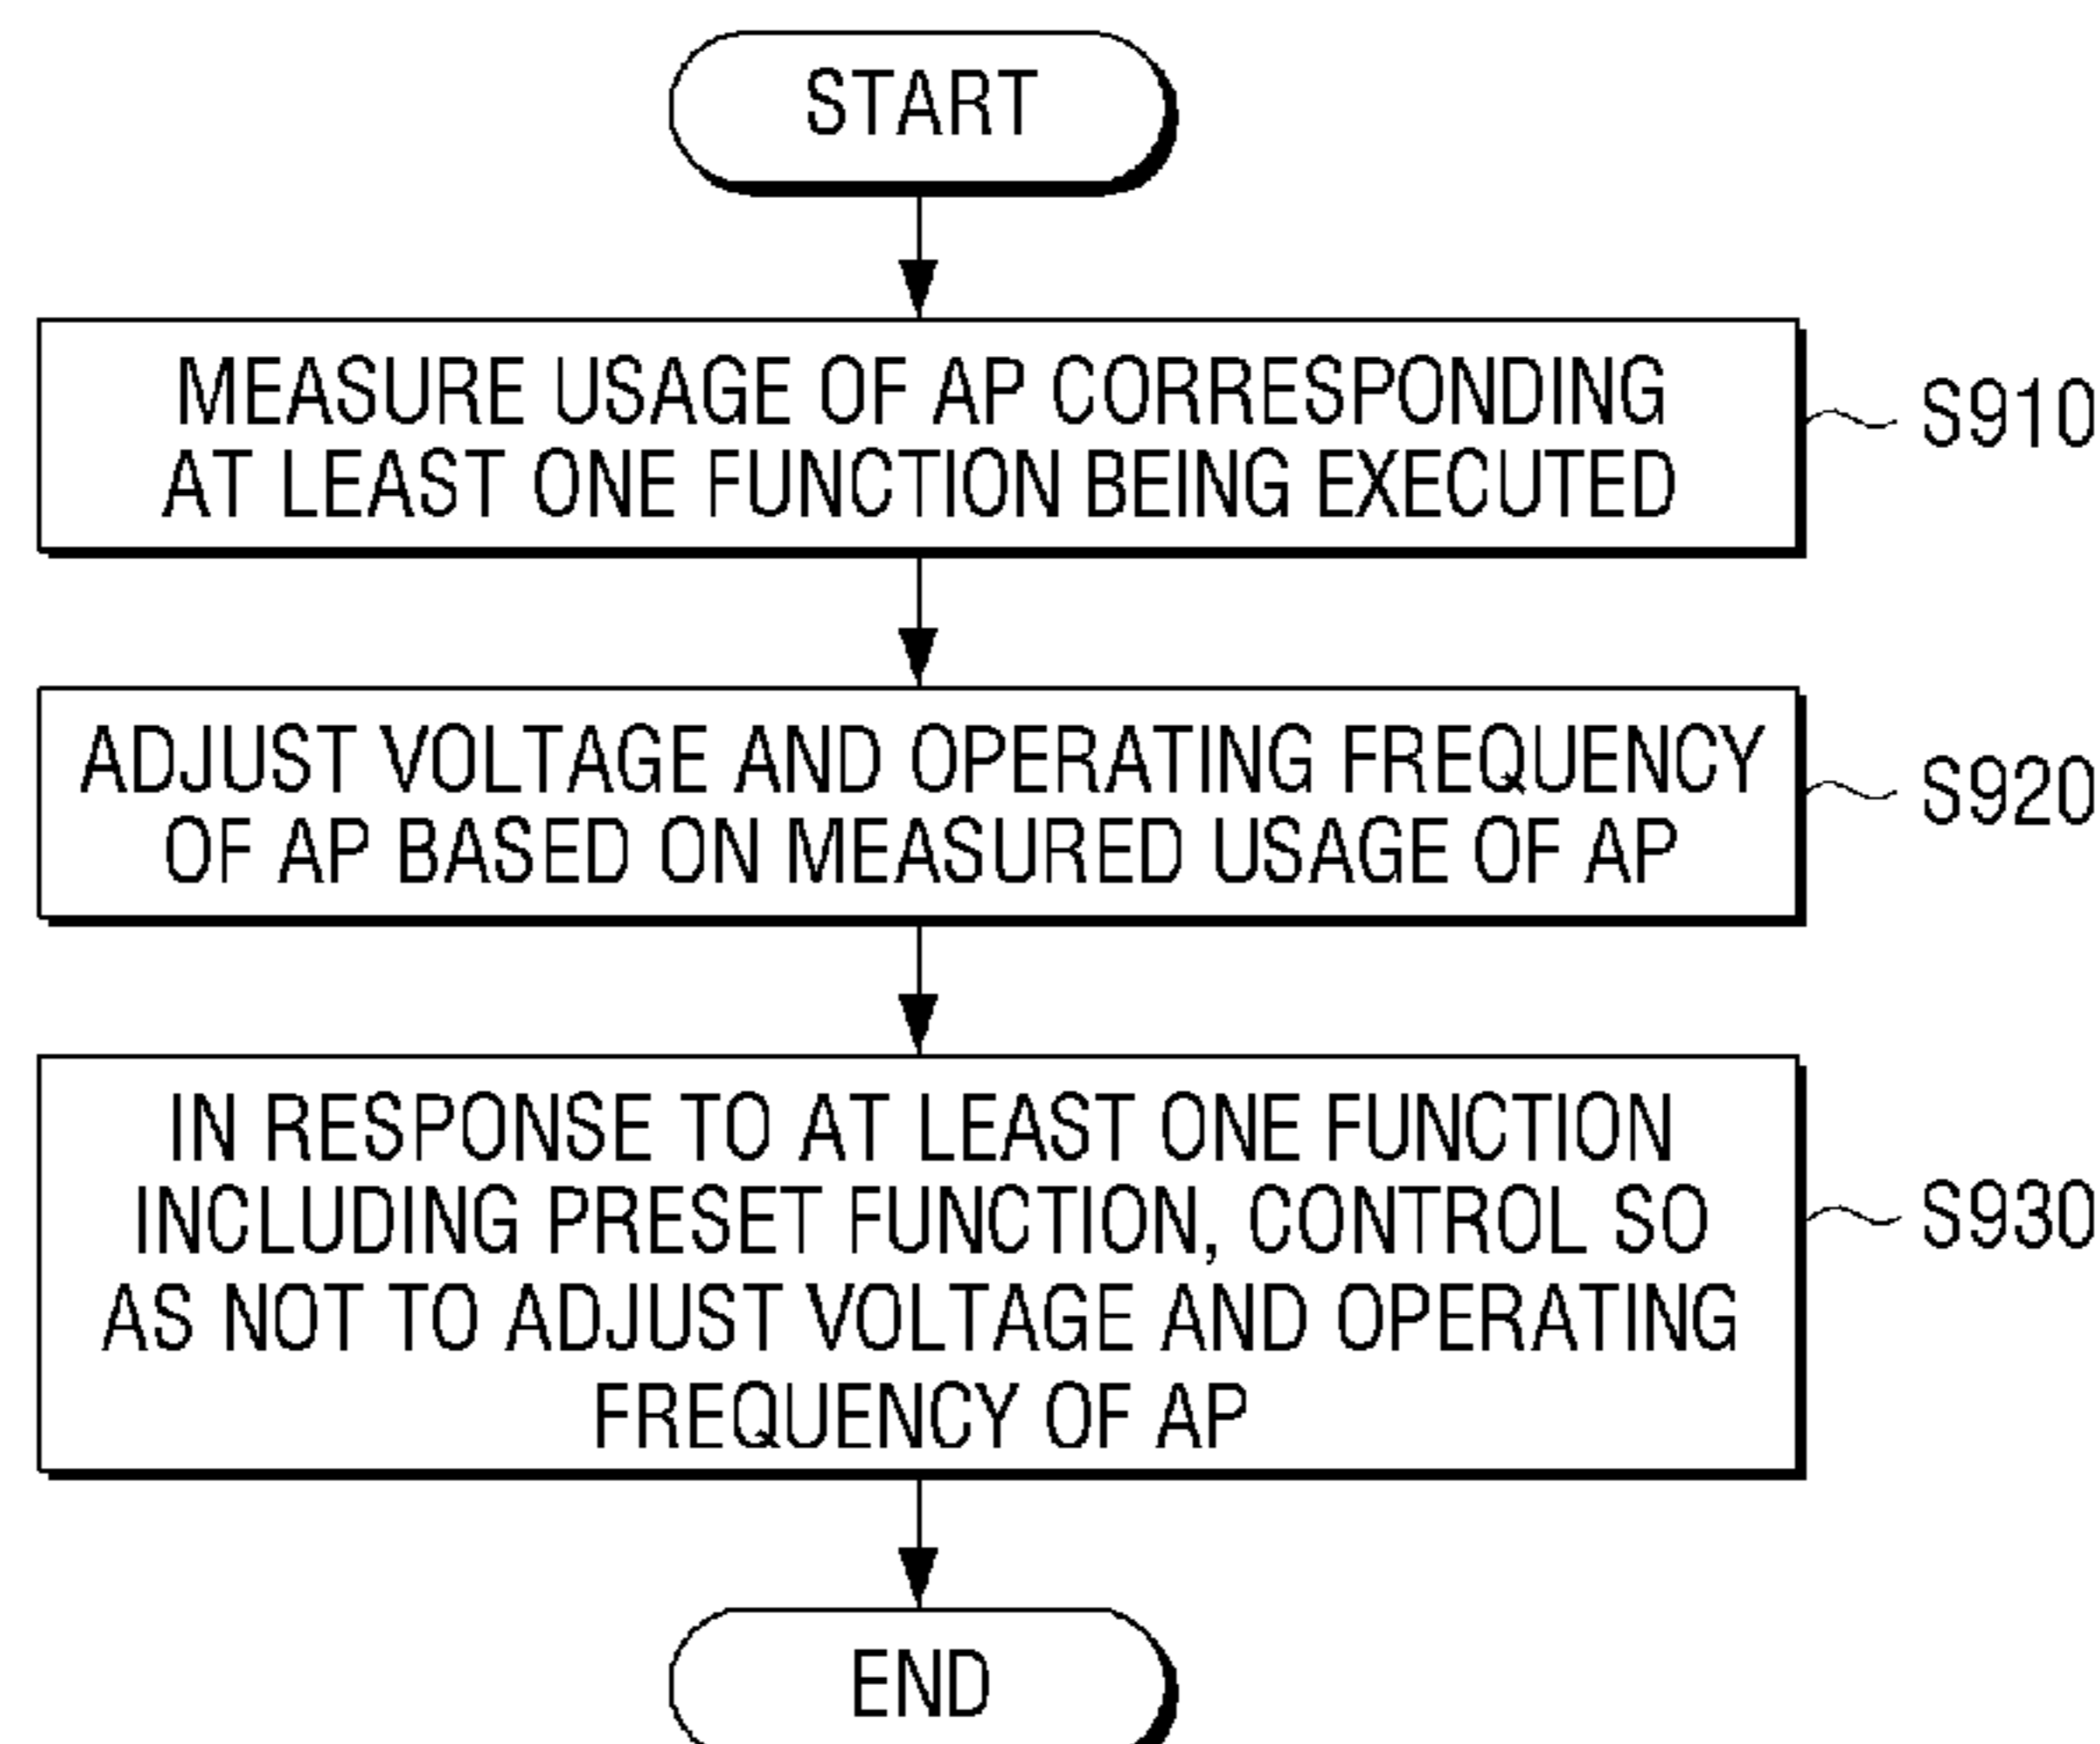 START
MEASURE USAGE OF AP CORRESPONDING
AT LEAST ONE FUNCTION BEING EXECUTED
S910
ADJUST VOLTAGE AND OPERATING FREQUENCY
OF AP BASED ON MEASURED USAGE OF AP
S920
IN RESPONSE TO AT LEAST ONE FUNCTION
INCLUDING PRESET FUNCTION, CONTROL SO
AS NOT TO ADJUST VOLTAGE AND OPERATING
FREQUENCY OF AP
S930
END